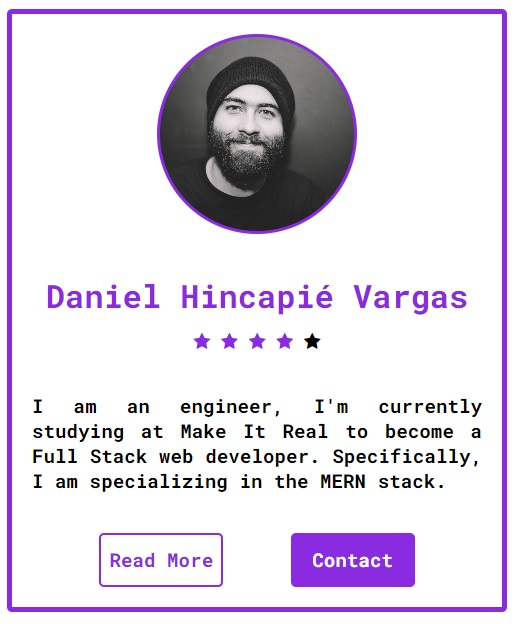 Daniel Hincapié Vargas
I am an engineer, I'm currently
studying at Make It Real to become a
Full Stack web developer. Specifically,
I am specializing in the MERN stack.
Read More
Contact